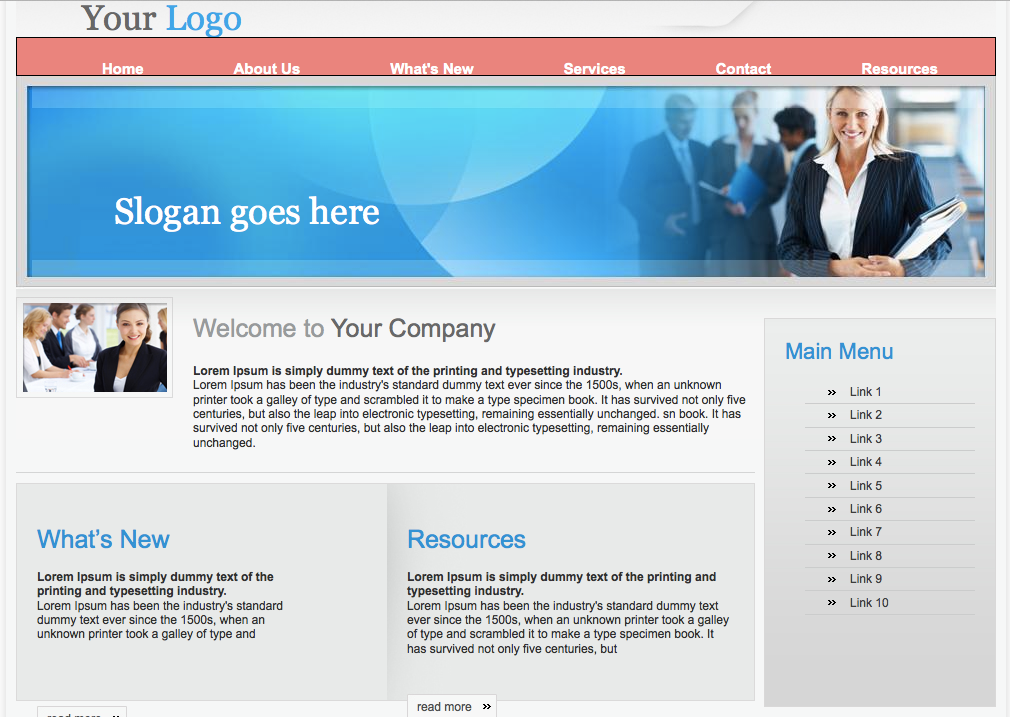 Your Logo
Home About Us What's New Services Contact Resources
Slogan goes here
Welcome to Your Company
Lorem Ipsum is simply dummy text of the printing and typesetting industry.
Lorem Ipsum has been the industry's standard dummy text ever since the 1500s, when an unknown
printer took a galley of type and scrambled it to make a type specimen book. It has survived not only five
centuries, but also the leap into electronic typesetting, remaining essentially unchanged. sn book. It has
survived not only five centuries, but also the leap into electronic typesetting, remaining essentially
unchanged.
What's New
Lorem Ipsum is simply dummy text of the
printing and typesetting industry.
Lorem Ipsum has been the industry's standard
dummy text ever since the 1500s, when an
unknown printer took a galley of type and
read more »
Resources
Lorem Ipsum is simply dummy text of the printing and
typesetting industry.
Lorem Ipsum has been the industry's standard dummy text
ever since the 1500s, when an unknown printer took a galley
of type and scrambled it to make a type specimen book. It
has survived not only five centuries, but
read more »
Main Menu
» Link 1
» Link 2
» Link 3
» Link 4
» Link 5
» Link 6
» Link 7
» Link 8
» Link 9
» Link 10